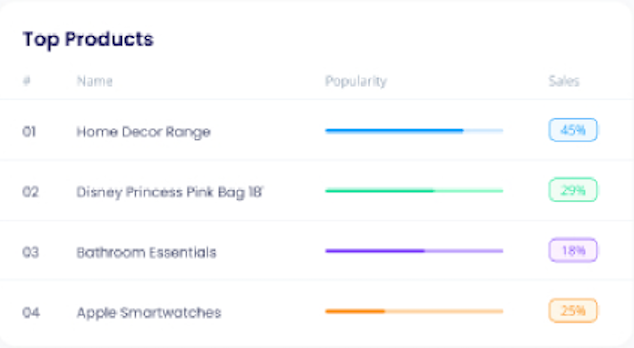 Top Products
# Name Popularity Sales
01 Home Decor Range 45%
02 Disney Princess Pink Bag 18' 29%
03 Bathroom Essentials 18%
04 Apple Smartwatches 25%